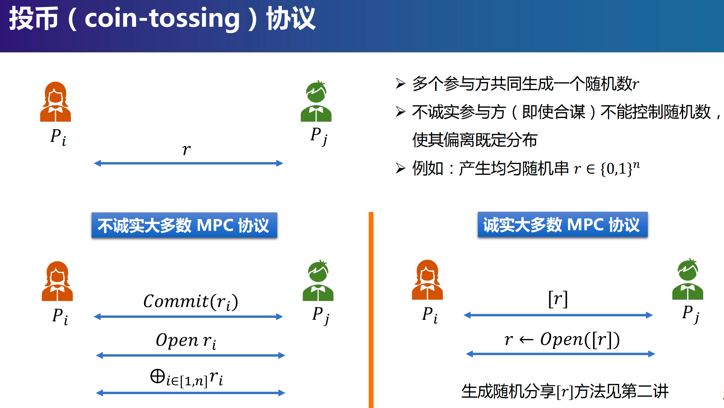 投币（coin-tossing）协议
P_i
P_j
r
➢ 多个参与方共同生成一个随机数r
➢ 不诚实参与方（即使合谋）不能控制随机数，
使其偏离既定分布
➢ 例如：产生均匀随机串 r ∈ {0,1}^n
不诚实大多数 MPC 协议
P_i
P_j
Commit(r_i)
Open r_i
⊕_{i∈[1,n]} r_i
诚实大多数 MPC 协议
P_i
P_j
[r]
r ← Open([r])
生成随机分享[r]方法见第二讲